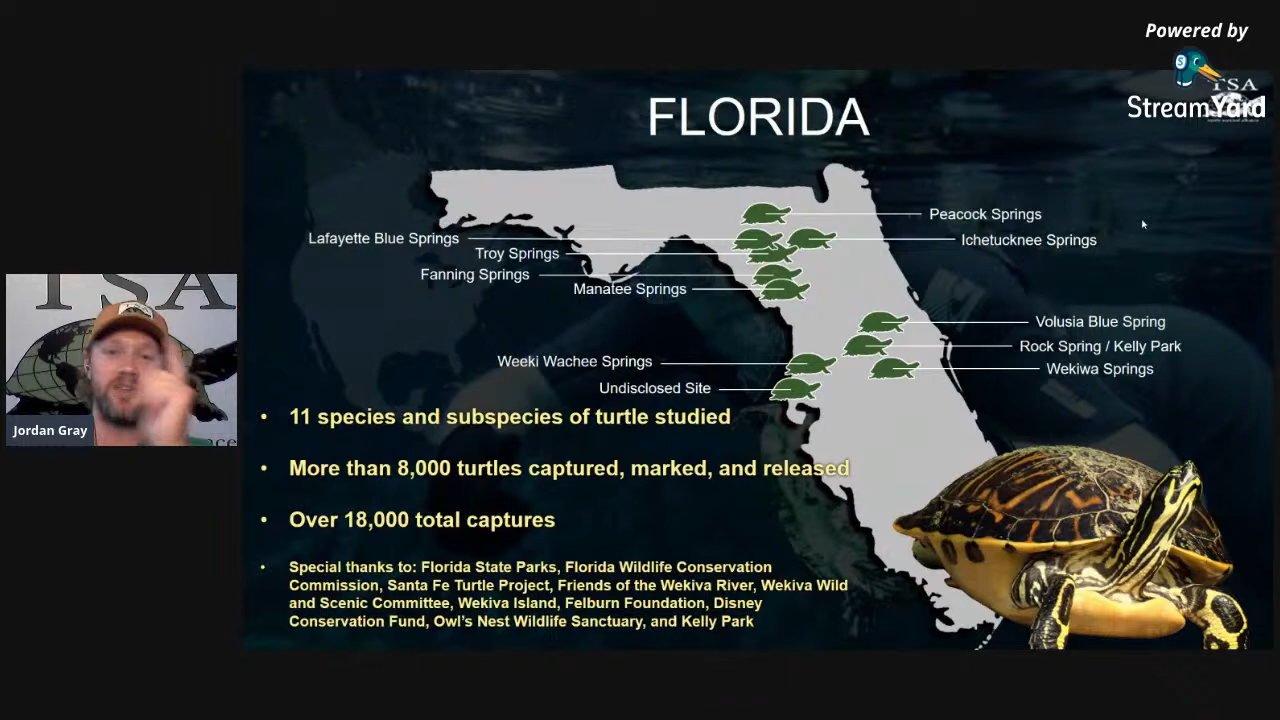 Powered by
StreamYard
TSA
FLORIDA
Peacock Springs
Lafayette Blue Springs
Ichetucknee Springs
Troy Springs
Fanning Springs
Manatee Springs
Volusia Blue Spring
Rock Spring / Kelly Park
Weeki Wachee Springs
Wekiwa Springs
Undisclosed Site
TSA
Jordan Gray
• 11 species and subspecies of turtle studied
• More than 8,000 turtles captured, marked, and released
• Over 18,000 total captures
• Special thanks to: Florida State Parks, Florida Wildlife Conservation
Commission, Santa Fe Turtle Project, Friends of the Wekiva River, Wekiva Wild
and Scenic Committee, Wekiva Island, Felburn Foundation, Disney
Conservation Fund, Owl's Nest Wildlife Sanctuary, and Kelly Park